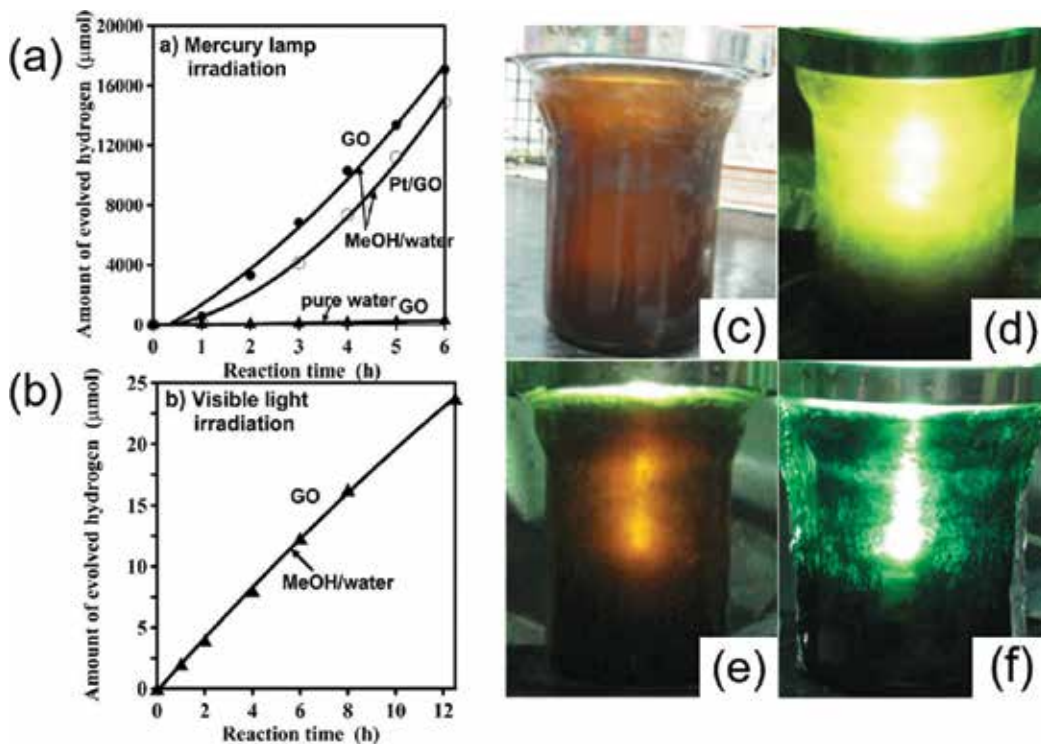 (a)
a) Mercury lamp
irradiation
Amount of evolved hydrogen (μmol)
20000
16000
12000
8000
4000
0
GO
Pt/GO
MeOH/water
pure water GO
0 1 2 3 4 5 6
Reaction time (h)
(b)
b) Visible light
irradiation
Amount of evolved hydrogen (μmol)
25
20
15
10
5
0
GO
MeOH/water
0 2 4 6 8 10 12
Reaction time (h)
(c)
(d)
(e)
(f)